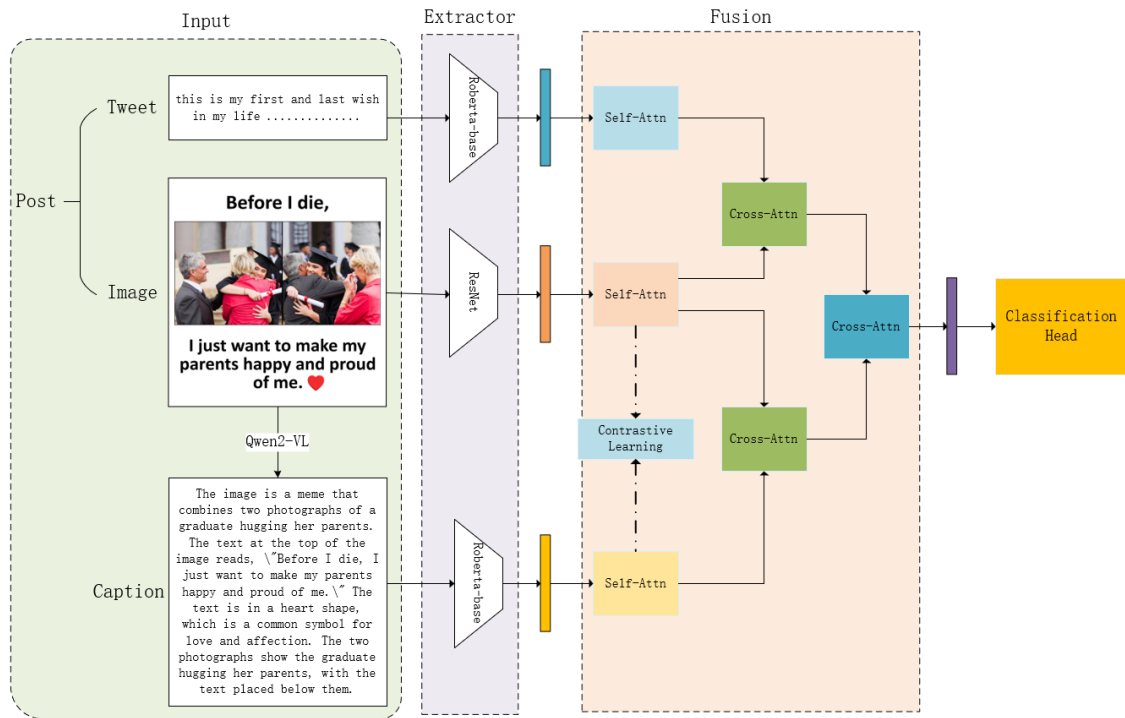 Input
Extractor
Fusion
Post
Tweet
this is my first and last wish
in my life ..............
Roberta-base
Self-Attn
Cross-Attn
Image
Before I die,
I just want to make my
parents happy and proud
of me. ❤
ResNet
Self-Attn
Cross-Attn
Classification
Head
Qwen2-VL
Contrastive
Learning
Cross-Attn
Caption
The image is a meme that
combines two photographs of a
graduate hugging her parents.
The text at the top of the
image reads, \"Before I die, I
just want to make my parents
happy and proud of me.\" The
text is in a heart shape,
which is a common symbol for
love and affection. The two
photographs show the graduate
hugging her parents, with the
text placed below them.
Roberta-base
Self-Attn